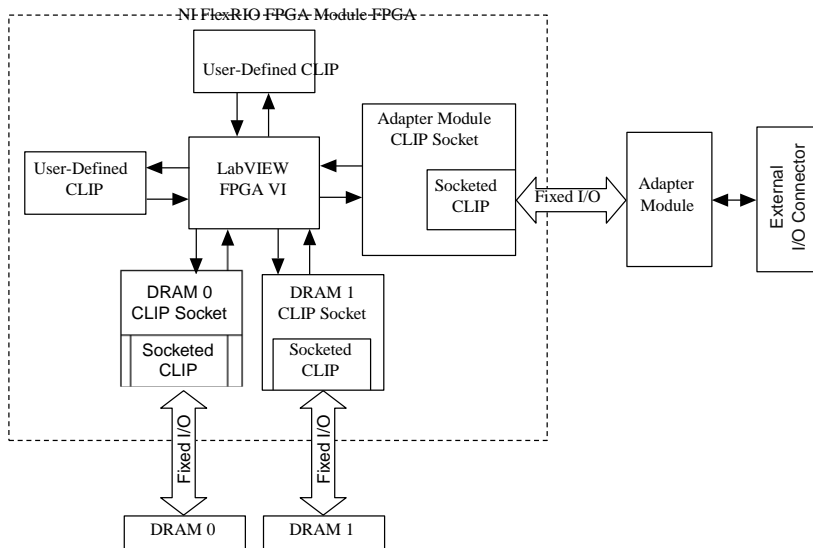 NI FlexRIO FPGA Module FPGA
User-Defined CLIP
User-Defined
CLIP
LabVIEW
FPGA VI
Adapter Module
CLIP Socket
Socketed
CLIP
Fixed I/O
Adapter
Module
External
I/O Connector
DRAM 0
CLIP Socket
Socketed
CLIP
DRAM 1
CLIP Socket
Socketed
CLIP
Fixed I/O
Fixed I/O
DRAM 0
DRAM 1